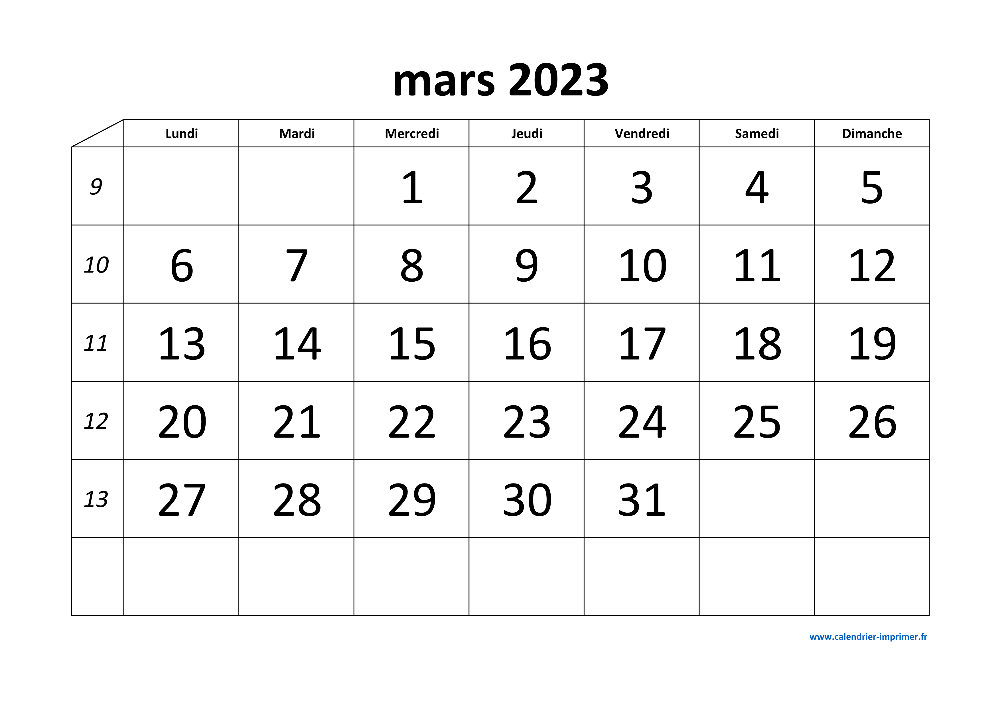 mars 2023
Lundi Mardi Mercredi Jeudi Vendredi Samedi Dimanche
9 1 2 3 4 5
10 6 7 8 9 10 11 12
11 13 14 15 16 17 18 19
12 20 21 22 23 24 25 26
13 27 28 29 30 31
www.calendrier-imprimer.fr